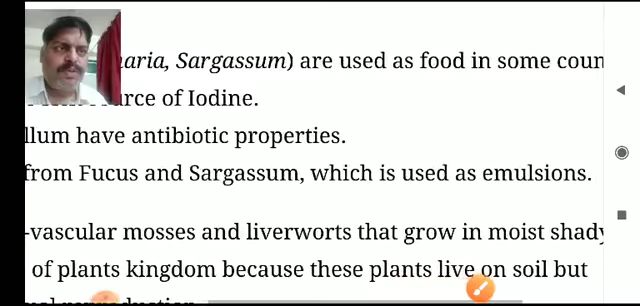 aria, Sargassum) are used as food in some coun
rce of Iodine.
llum have antibiotic properties.
from Fucus and Sargassum, which is used as emulsions.
-vascular mosses and liverworts that grow in moist shady
of plants kingdom because these plants live on soil but